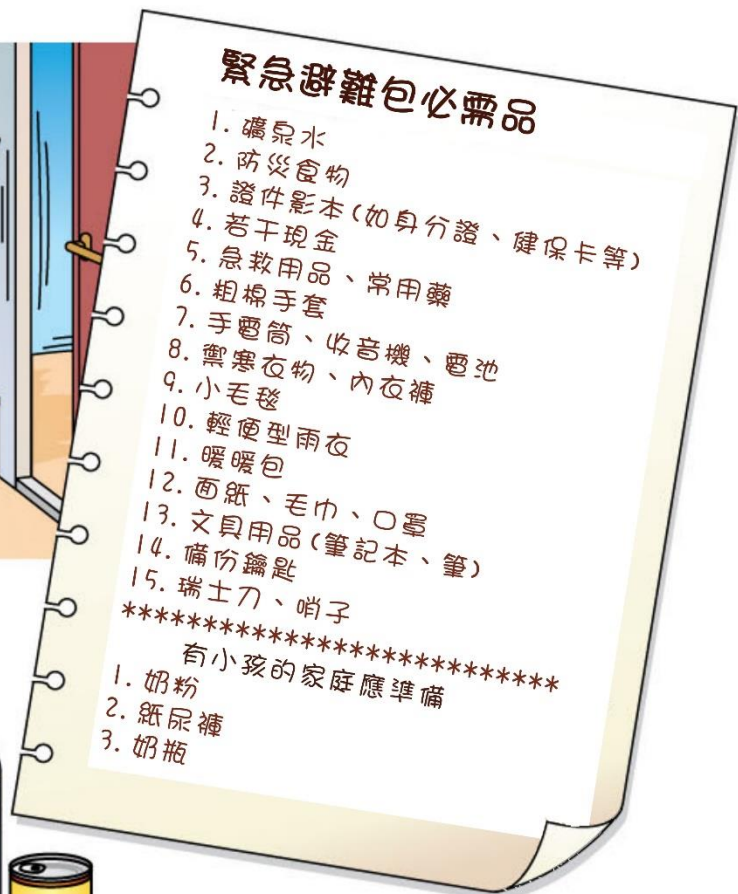 緊急避難包必需品
1. 礦泉水
2. 防災食物
3. 證件影本(如身分證、健保卡等)
4. 若干現金
5. 急救用品、常用藥
6. 粗棉手套
7. 手電筒、收音機、電池
8. 禦寒衣物、內衣褲
9. 小毛毯
10. 輕便型雨衣
11. 暖暖包
12. 面紙、毛巾、口罩
13. 文具用品(筆記本、筆)
14. 備份鑰匙
15. 瑞士刀、哨子
***************************
有小孩的家庭應準備
1. 奶粉
2. 紙尿褲
3. 奶瓶